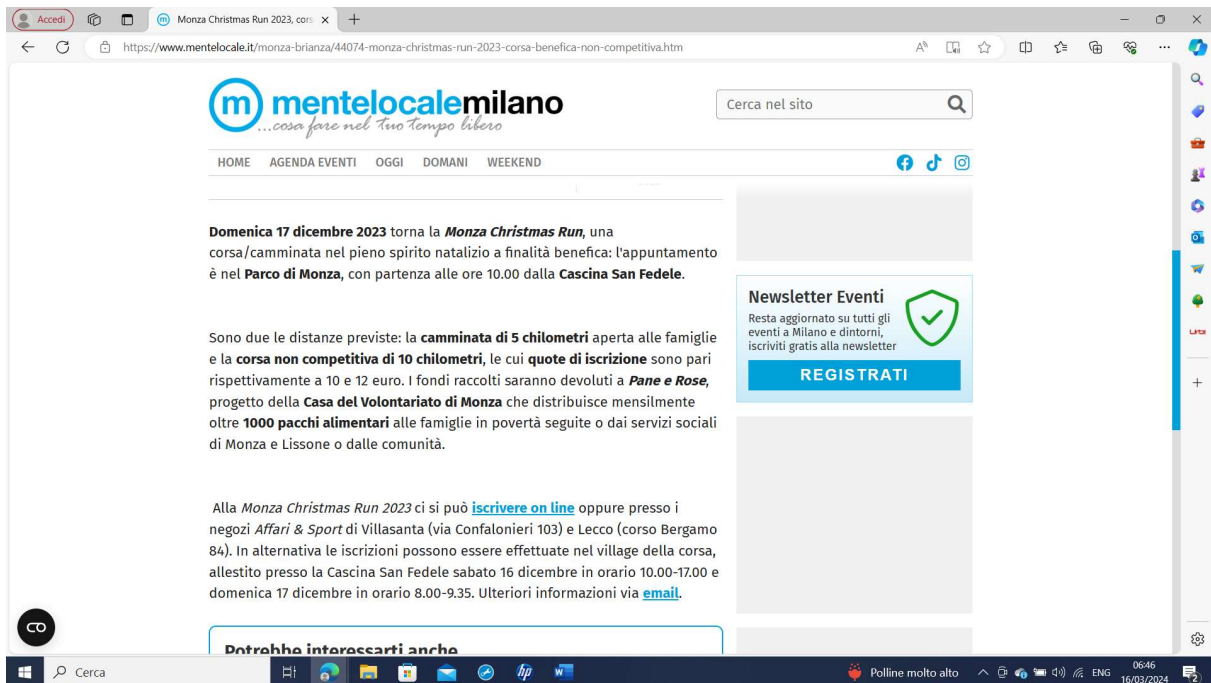 Accedi
Monza Christmas Run 2023, cors
https://www.mentelocale.it/monza-brianza/44074-monza-christmas-run-2023-corsa-benefica-non-competitiva.htm
m mentelocalemilano
...cosa fare nel tuo tempo libero
Cerca nel sito
HOME AGENDA EVENTI OGGI DOMANI WEEKEND
Domenica 17 dicembre 2023 torna la Monza Christmas Run, una
corsa/camminata nel pieno spirito natalizio a finalità benefica: l'appuntamento
è nel Parco di Monza, con partenza alle ore 10.00 dalla Cascina San Fedele.
Sono due le distanze previste: la camminata di 5 chilometri aperta alle famiglie
e la corsa non competitiva di 10 chilometri, le cui quote di iscrizione sono pari
rispettivamente a 10 e 12 euro. I fondi raccolti saranno devoluti a Pane e Rose,
progetto della Casa del Volontariato di Monza che distribuisce mensilmente
oltre 1000 pacchi alimentari alle famiglie in povertà seguite o dai servizi sociali
di Monza e Lissone o dalle comunità.
Alla Monza Christmas Run 2023 ci si può iscrivere on line oppure presso i
negozi Affari & Sport di Villasanta (via Confalonieri 103) e Lecco (corso Bergamo
84). In alternativa le iscrizioni possono essere effettuate nel village della corsa,
allestito presso la Cascina San Fedele sabato 16 dicembre in orario 10.00-17.00 e
domenica 17 dicembre in orario 8.00-9.35. Ulteriori informazioni via email.
Potrebbe interessarti anche
Newsletter Eventi
Resta aggiornato su tutti gli
eventi a Milano e dintorni,
iscriviti gratis alla newsletter
REGISTRATI
Cerca
hp
W
Polline molto alto
ENG
06:46
16/03/2024
2